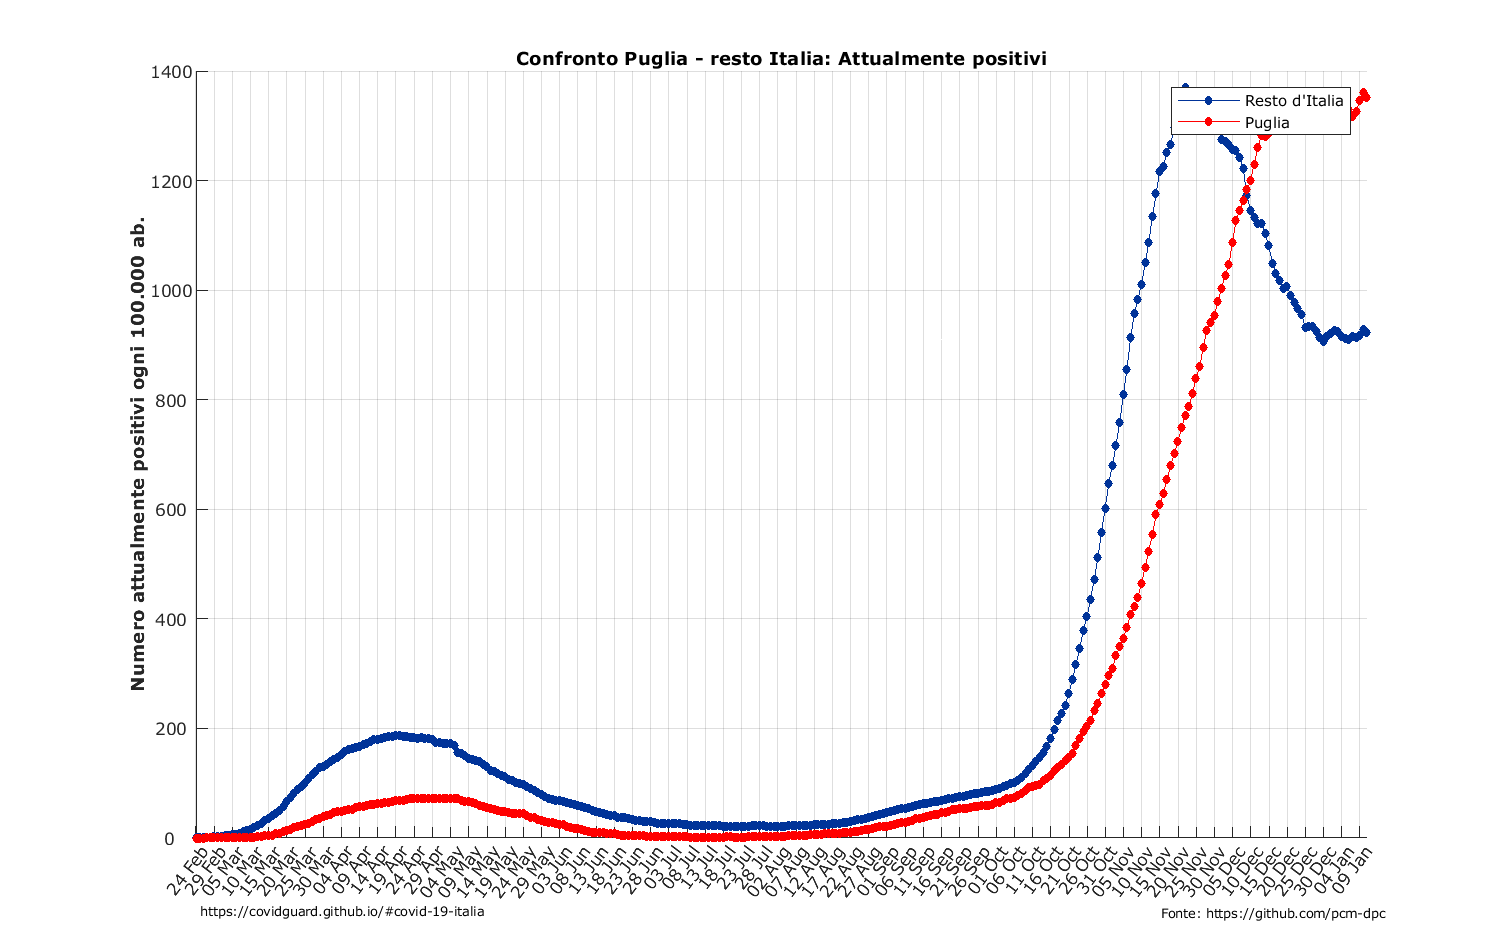 Confronto Puglia - resto Italia: Attualmente positivi
Numero attualmente positivi ogni 100.000 ab.
1400
1200
1000
800
600
400
200
0
Resto d'Italia
Puglia
24 Feb
29 Feb
05 Mar
10 Mar
15 Mar
20 Mar
25 Mar
30 Mar
04 Apr
09 Apr
14 Apr
19 Apr
24 Apr
29 Apr
04 May
09 May
14 May
19 May
24 May
29 May
03 Jun
08 Jun
13 Jun
18 Jun
23 Jun
28 Jun
03 Jul
08 Jul
13 Jul
18 Jul
23 Jul
28 Jul
02 Aug
07 Aug
12 Aug
17 Aug
22 Aug
27 Aug
01 Sep
06 Sep
11 Sep
16 Sep
21 Sep
26 Sep
01 Oct
06 Oct
11 Oct
16 Oct
21 Oct
26 Oct
31 Oct
05 Nov
10 Nov
15 Nov
20 Nov
25 Nov
30 Nov
05 Dec
10 Dec
15 Dec
20 Dec
25 Dec
30 Dec
04 Jan
09 Jan
https://covidguard.github.io/#covid-19-italia
Fonte: https://github.com/pcm-dpc